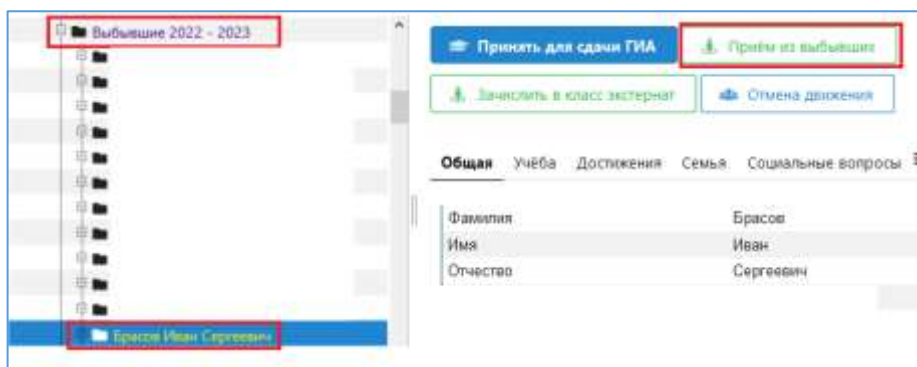 Выбывшие 2022 - 2023
Брасов Иван Сергеевич
Принять для сдачи ГИА
Приём из выбывших
Зачислить в класс экстернат
Отмена движения
Общая Учёба Достижения Семья Социальные вопросы
Фамилия Брасов
Имя Иван
Отчество Сергеевич